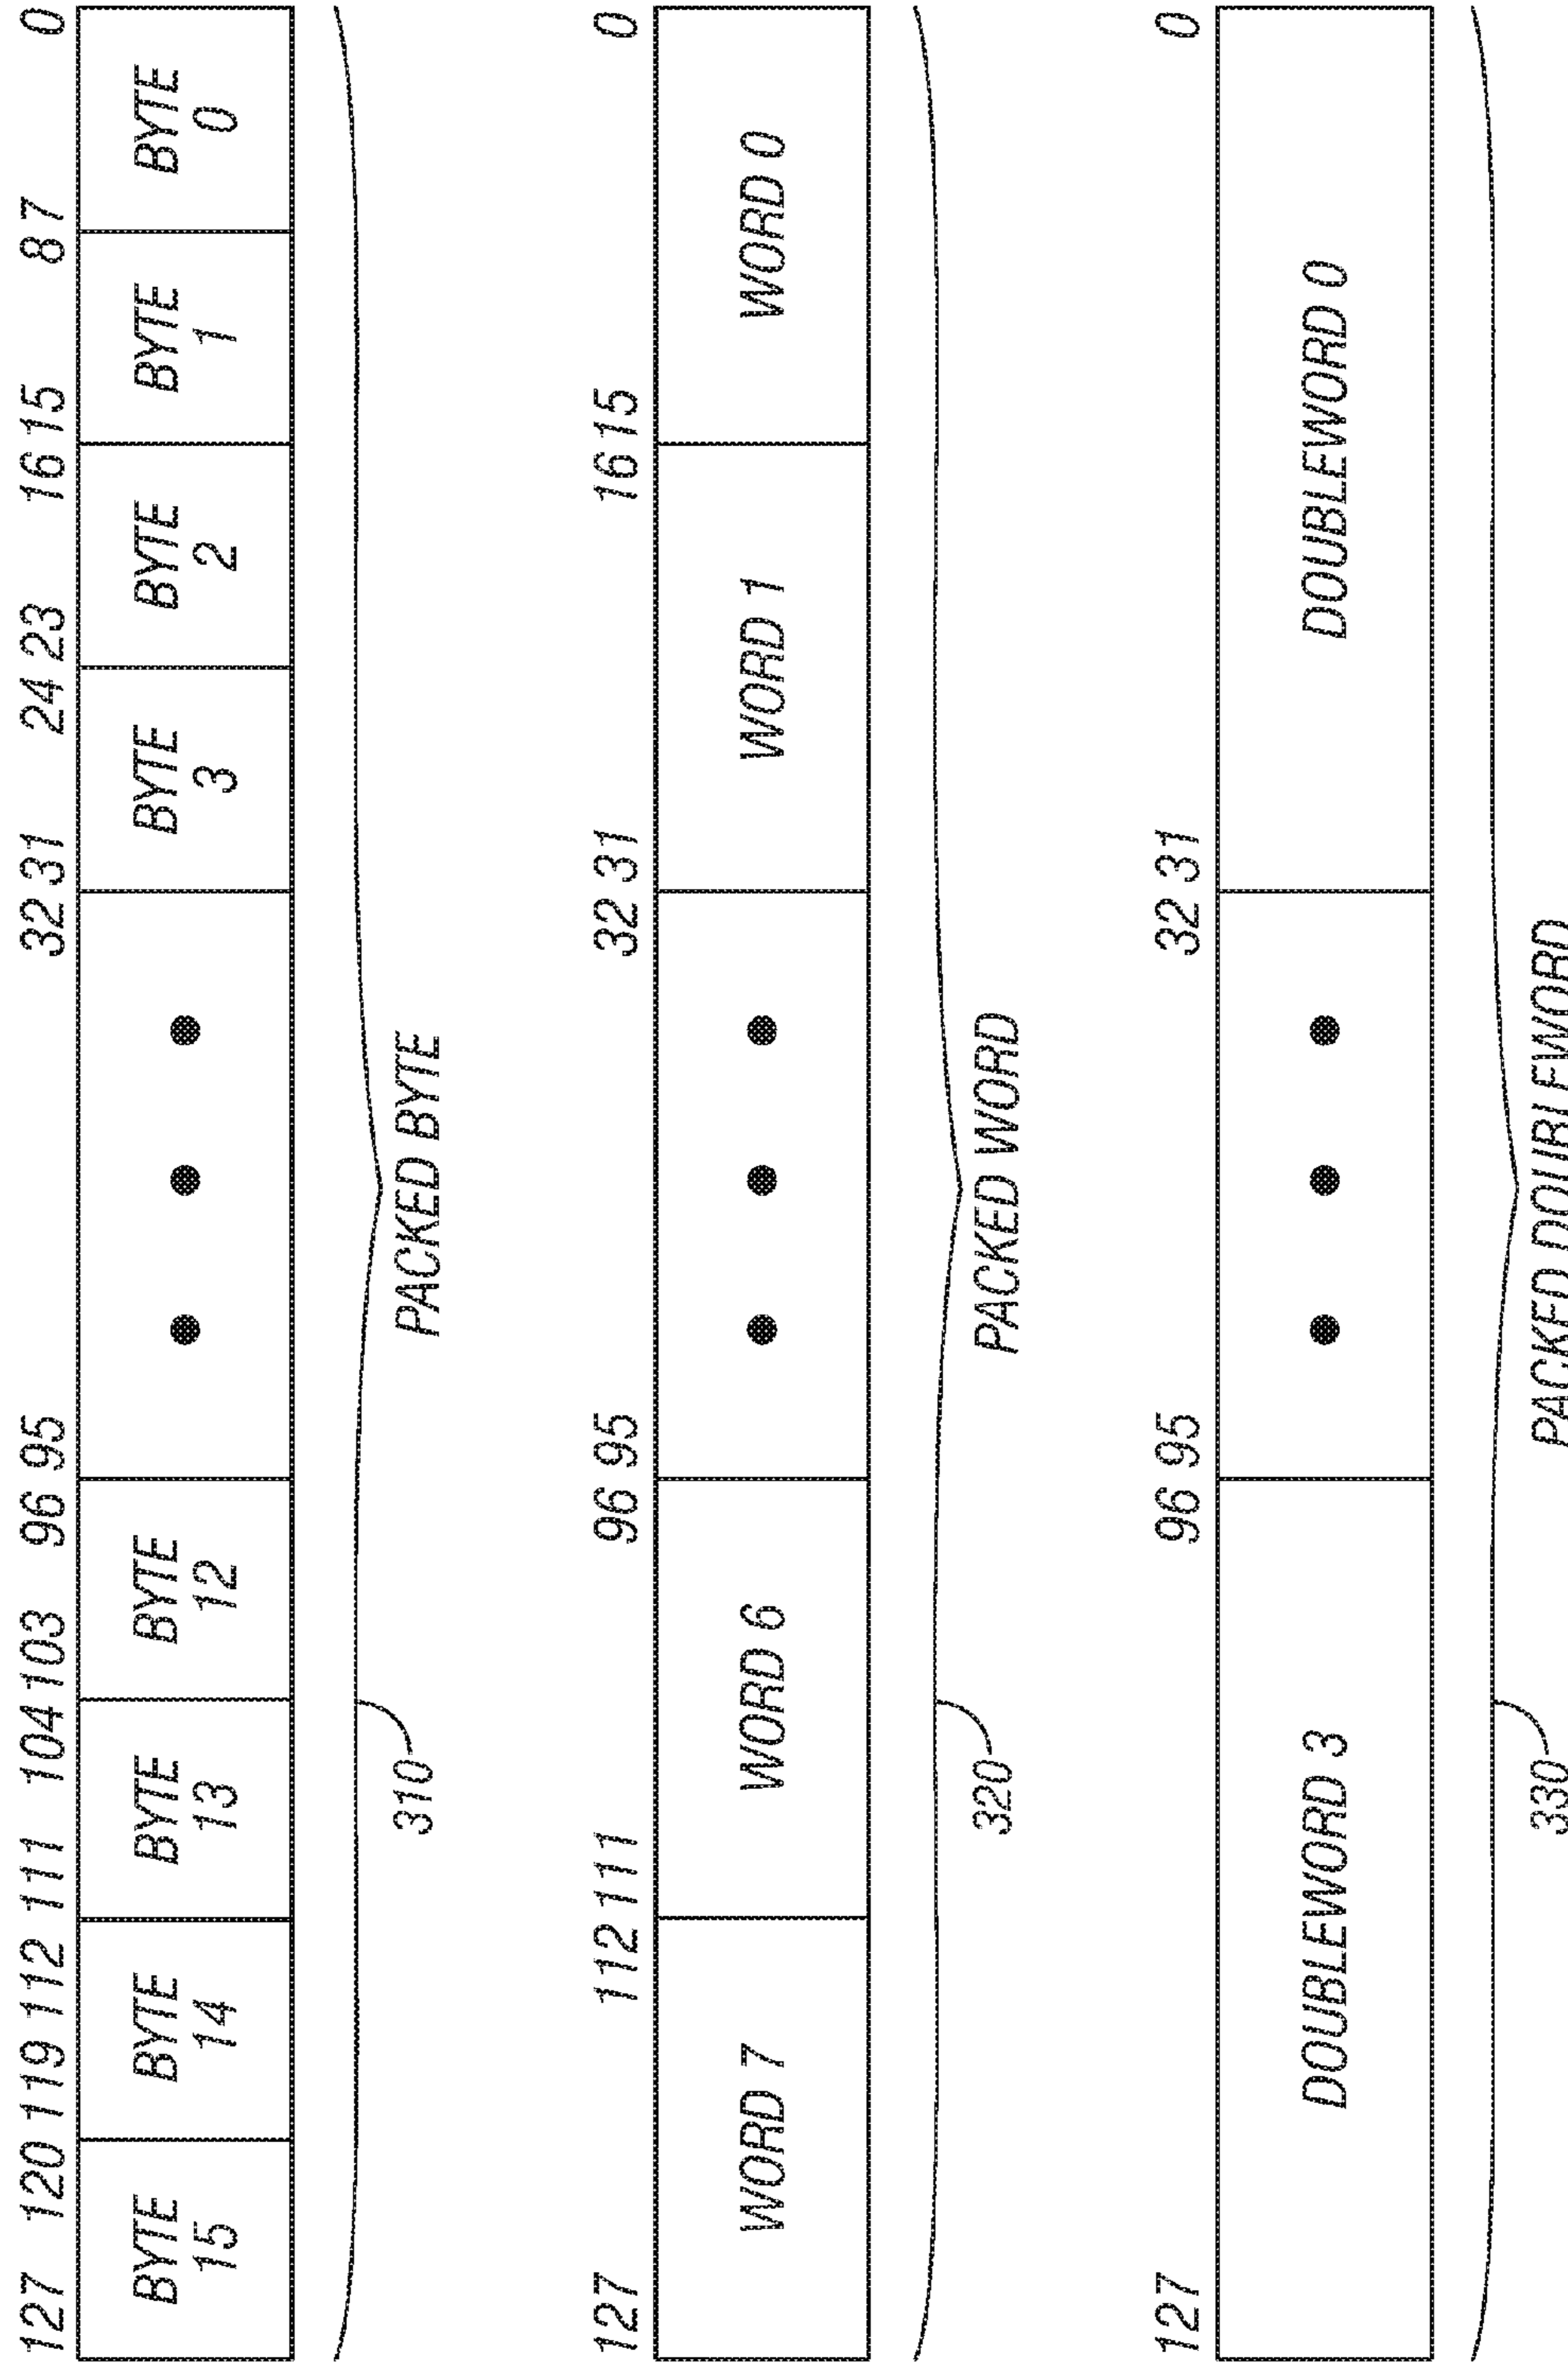 127 120 119 112 111 104 103 96 95 32 31 24 23 16 15 8 7 0
BYTE 15 BYTE 14 BYTE 13 BYTE 12 BYTE 3 BYTE 2 BYTE 1 BYTE 0
310 PACKED BYTE
127 112 111 96 95 32 31 16 15 0
WORD 7 WORD 6 WORD 1 WORD 0
320 PACKED WORD
127 96 95 32 31 0
DOUBLEWORD 3 DOUBLEWORD 0
330 PACKED DOUBLEWORD